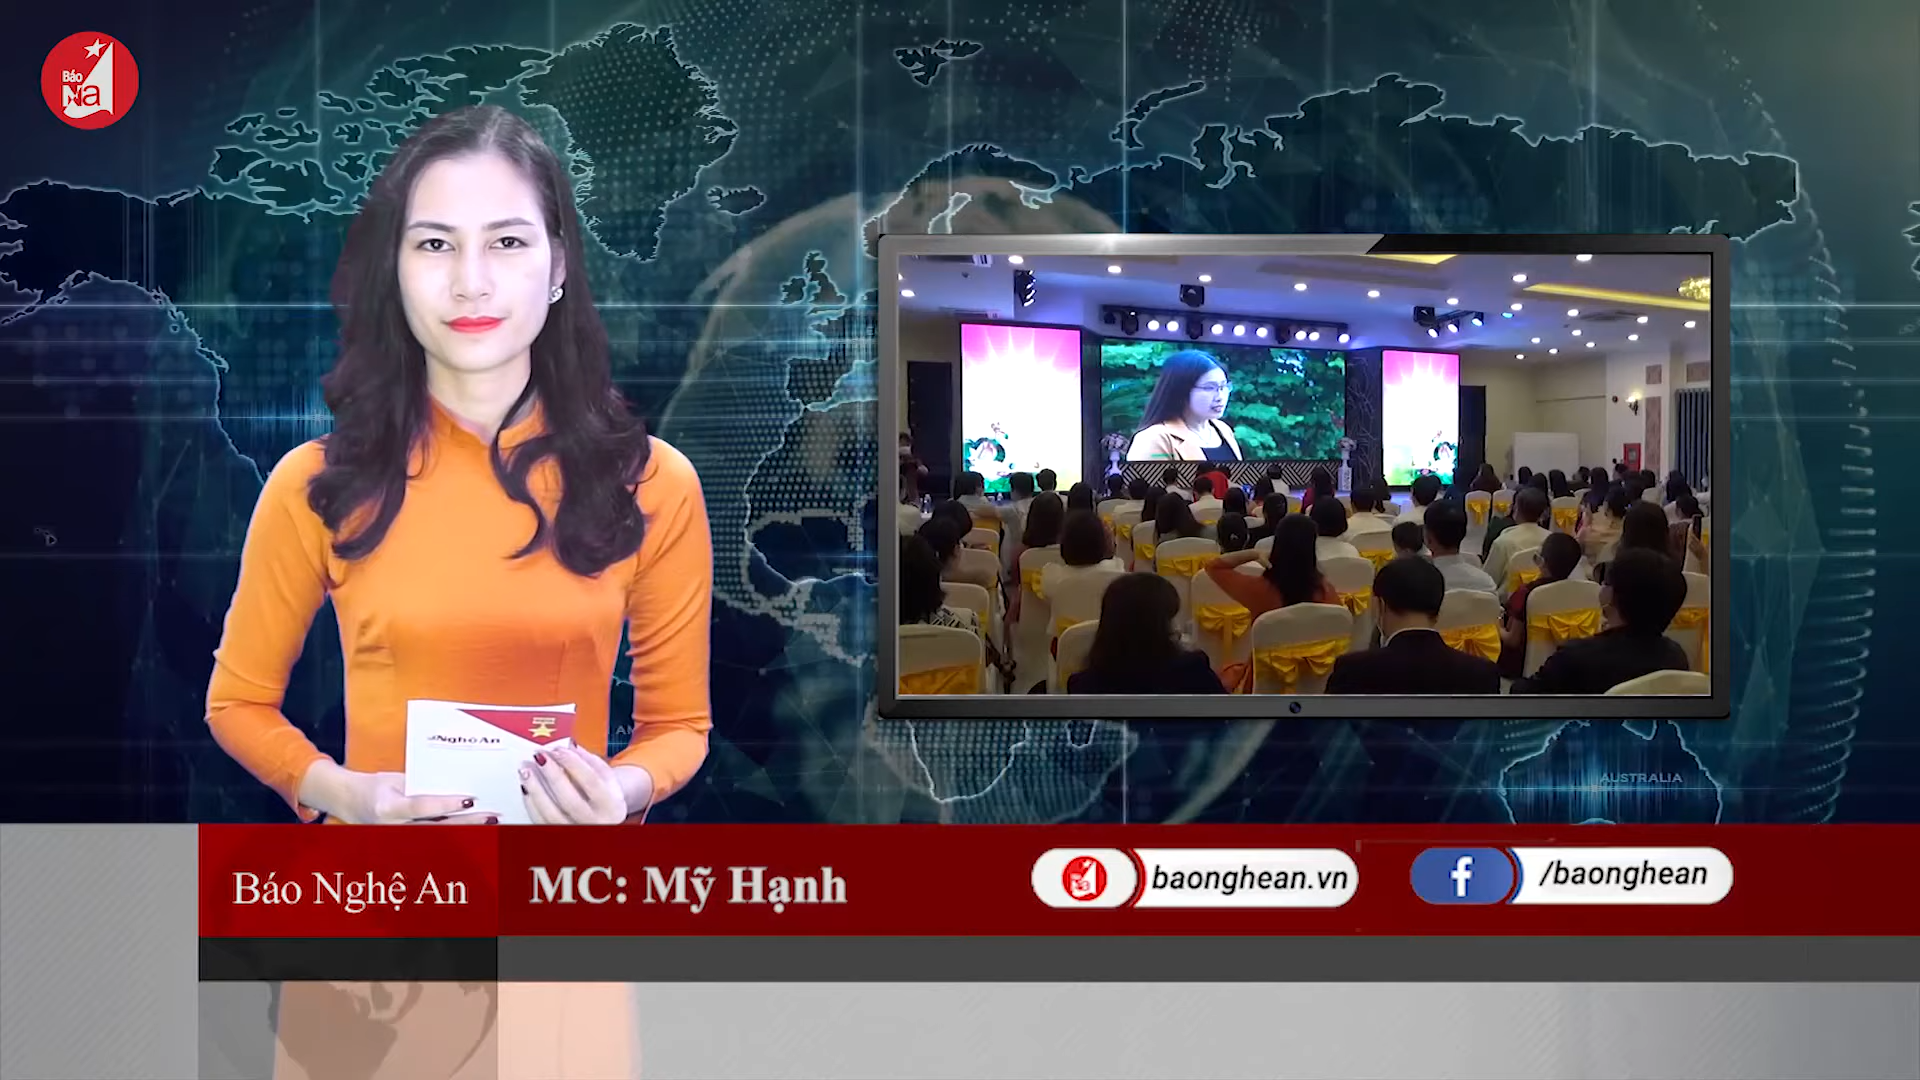 Báo
Na
Nghệ An
AUSTRALIA
Báo Nghệ An
MC: Mỹ Hạnh
baonghean.vn
/baonghean